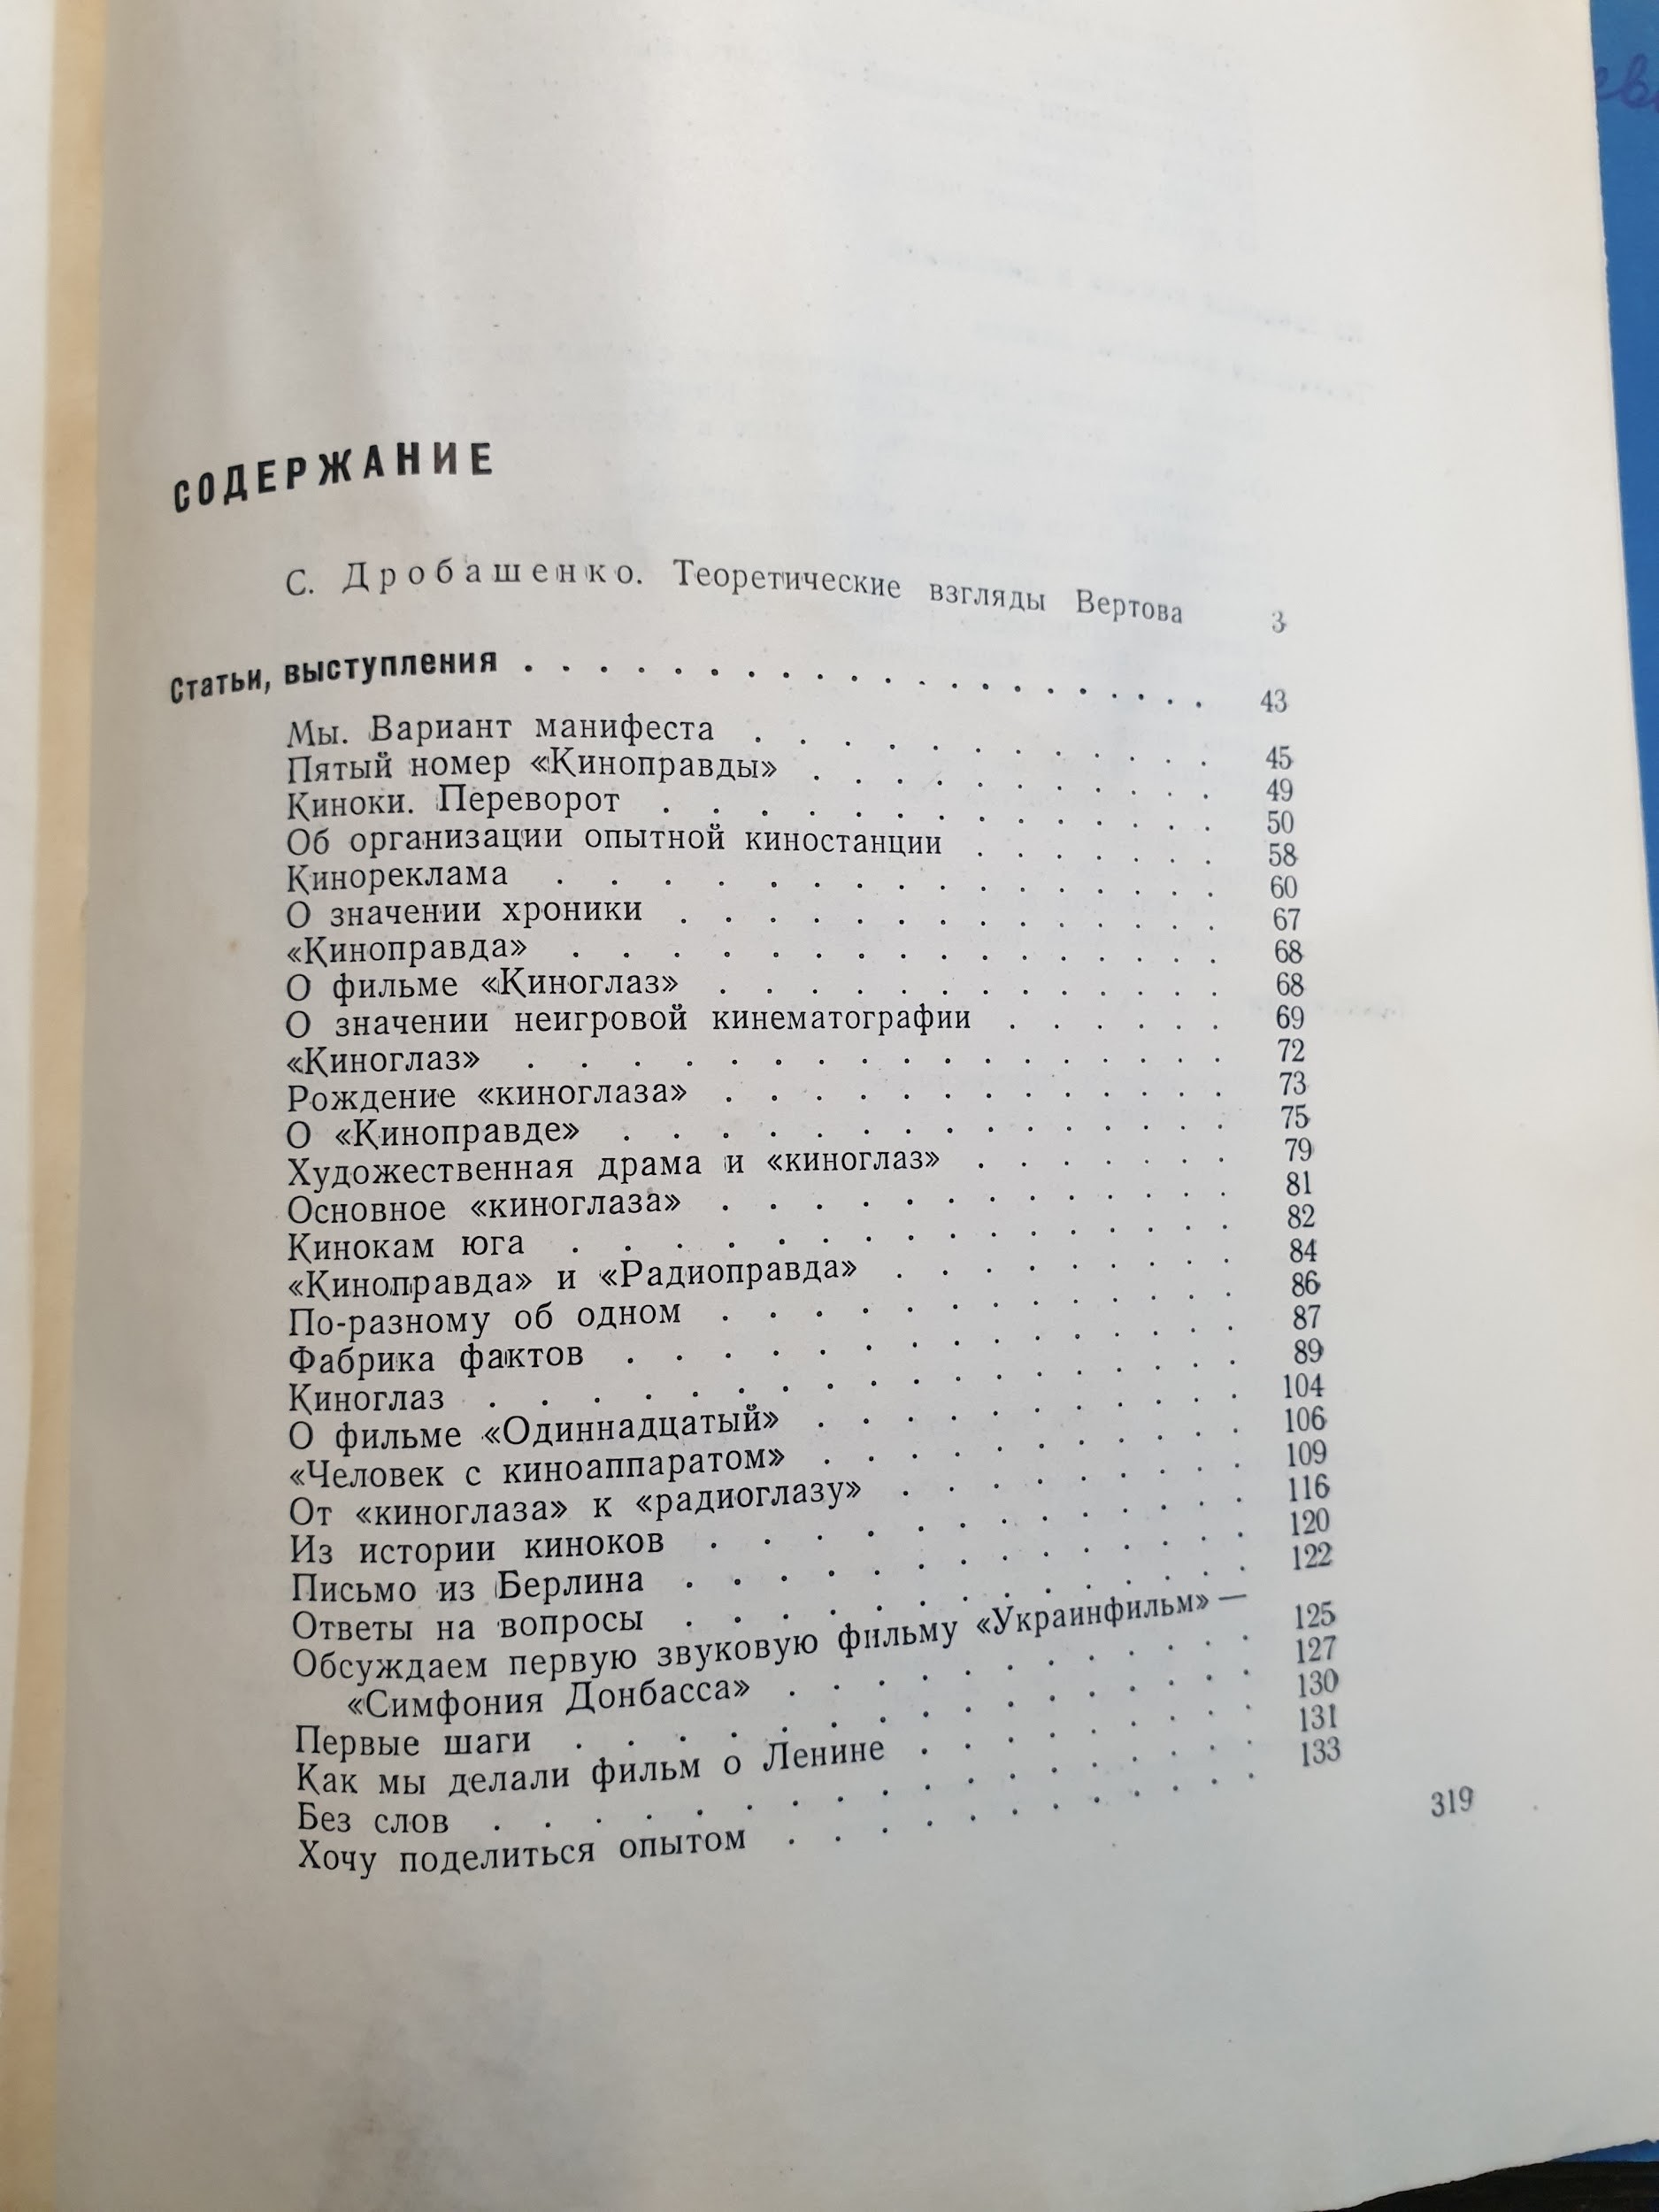 СОДЕРЖАНИЕ
С. Дробашенко. Теоретические взгляды Вертова 3
Статьи, выступления . . . . . . . . . . . . . . . . . . . 43
Мы. Вариант манифеста . . . . . . . . . . 45
Пятый номер «Киноправды» . . . . . . . . . 49
Киноки. Переворот . . . . . . . . . . . . 50
Об организации опытной киностанции . . . . . . . 58
Кинореклама . . . . . . . . . . . . . . 60
О значении хроники . . . . . . . . . . . . 67
«Киноправда» . . . . . . . . . . . . . . 68
О фильме «Киноглаз» . . . . . . . . . . . 68
О значении неигровой кинематографии . . . . . . 69
«Киноглаз» . . . . . . . . . . . . . . . 72
Рождение «киноглаза» . . . . . . . . . . . 73
О «Киноправде» . . . . . . . . . . . . . 75
Художественная драма и «киноглаз» . . . . . . . 79
Основное «киноглаза» . . . . . . . . . . . 81
Кинокам юга . . . . . . . . . . . . . . 82
«Киноправда» и «Радиоправда» . . . . . . . . . 84
По-разному об одном . . . . . . . . . . . 86
Фабрика фактов . . . . . . . . . . . . . 87
Киноглаз . . . . . . . . . . . . . . . 89
О фильме «Одиннадцатый» . . . . . . . . . . 104
«Человек с киноаппаратом» . . . . . . . . . . 106
От «киноглаза» к «радиоглазу» . . . . . . . . . 109
Из истории киноков . . . . . . . . . . . . 116
Письмо из Берлина . . . . . . . . . . . . 120
Ответы на вопросы . . . . . . . . . . . . 122
Обсуждаем первую звуковую фильму «Украинфильм» —
«Симфония Донбасса» . . . . . . . . . . . 125
Первые шаги . . . . . . . . . . . . . . 127
Как мы делали фильм о Ленине . . . . . . . . 130
Без слов . . . . . . . . . . . . . . . 131
Хочу поделиться опытом . . . . . . . . . . 133
319